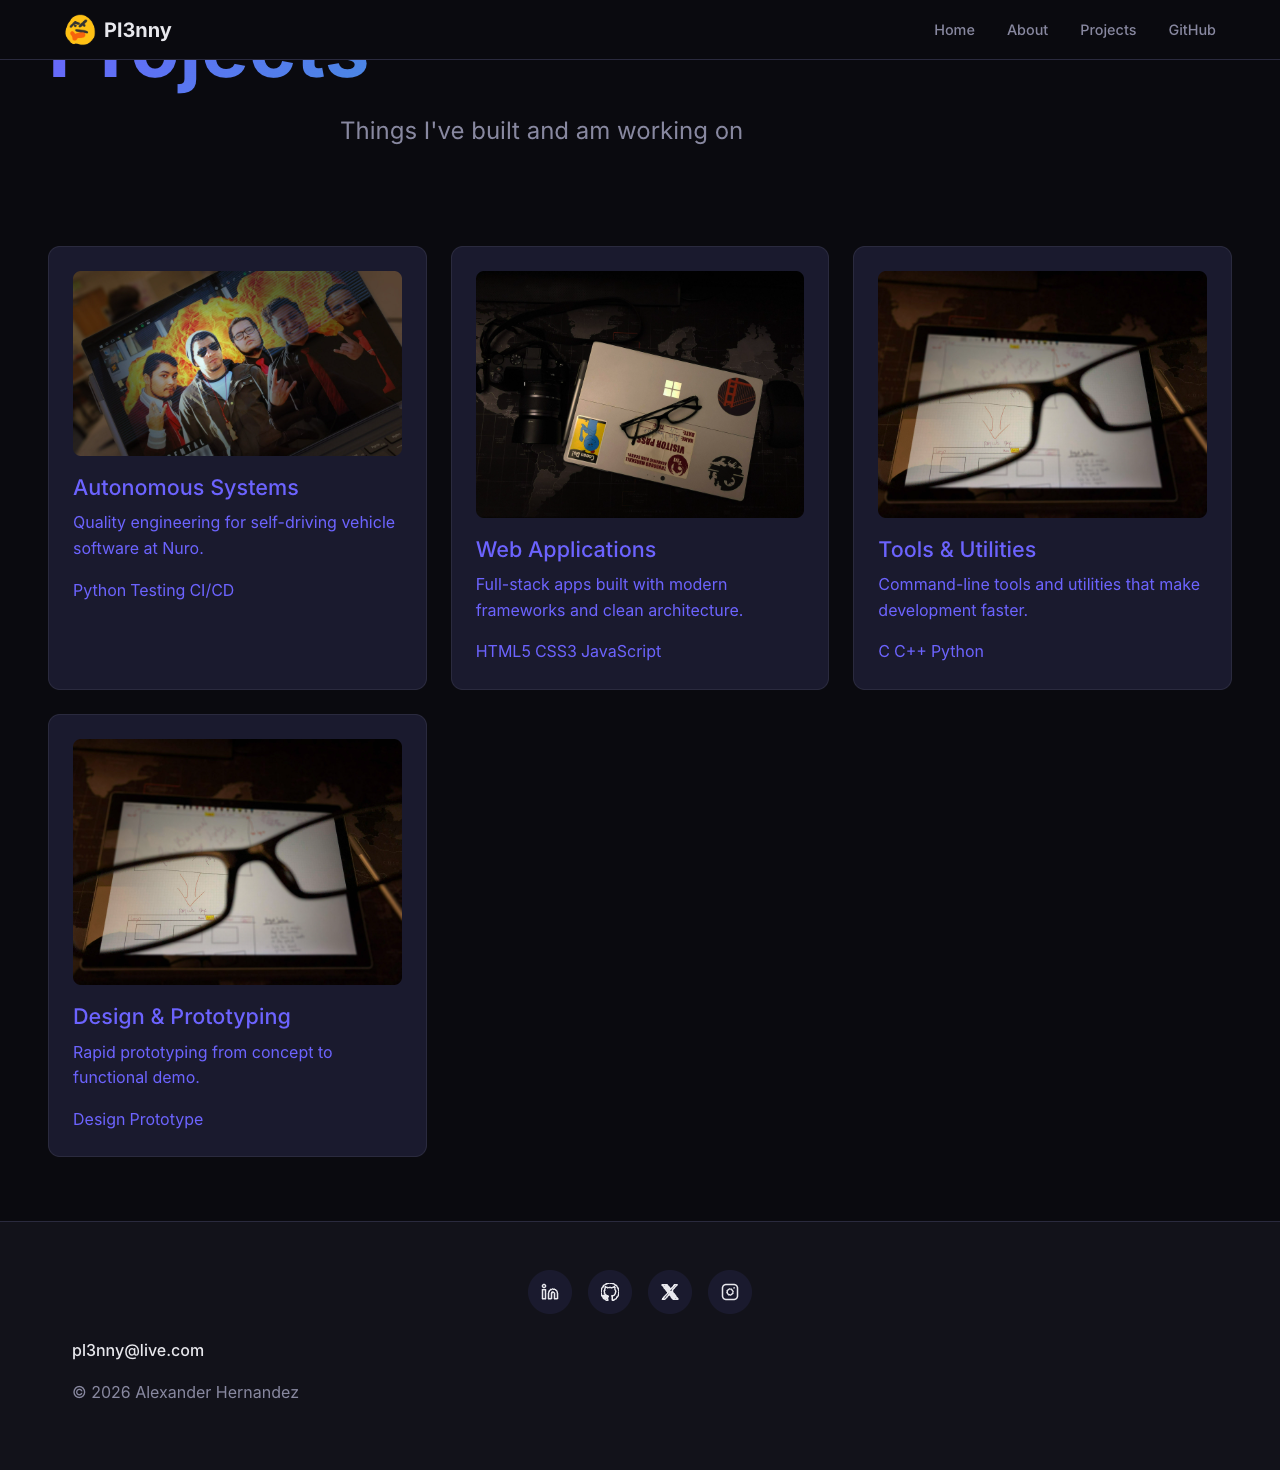 Pl3nny
Home
About
Projects
GitHub
Projects
Things I've built and am working on
Autonomous Systems
Quality engineering for self-driving vehicle
software at Nuro.
Python Testing CI/CD
VISITOR PASS
Web Applications
Full-stack apps built with modern
frameworks and clean architecture.
HTML5 CSS3 JavaScript
Tools & Utilities
Command-line tools and utilities that make
development faster.
C C++ Python
Design & Prototyping
Rapid prototyping from concept to
functional demo.
Design Prototype
pl3nny@live.com
© 2026 Alexander Hernandez